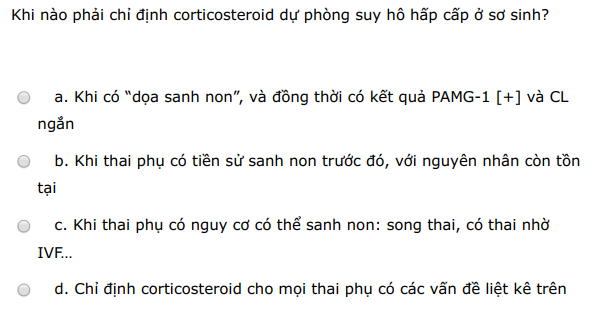 Khi nào phải chỉ định corticosteroid dự phòng suy hô hấp cấp ở sơ sinh?
a. Khi có “dọa sanh non”, và đồng thời có kết quả PAMG-1 [+] và CL
ngắn
b. Khi thai phụ có tiền sử sanh non trước đó, với nguyên nhân còn tồn
tại
c. Khi thai phụ có nguy cơ có thể sanh non: song thai, có thai nhờ
IVF...
d. Chỉ định corticosteroid cho mọi thai phụ có các vấn đề liệt kê trên